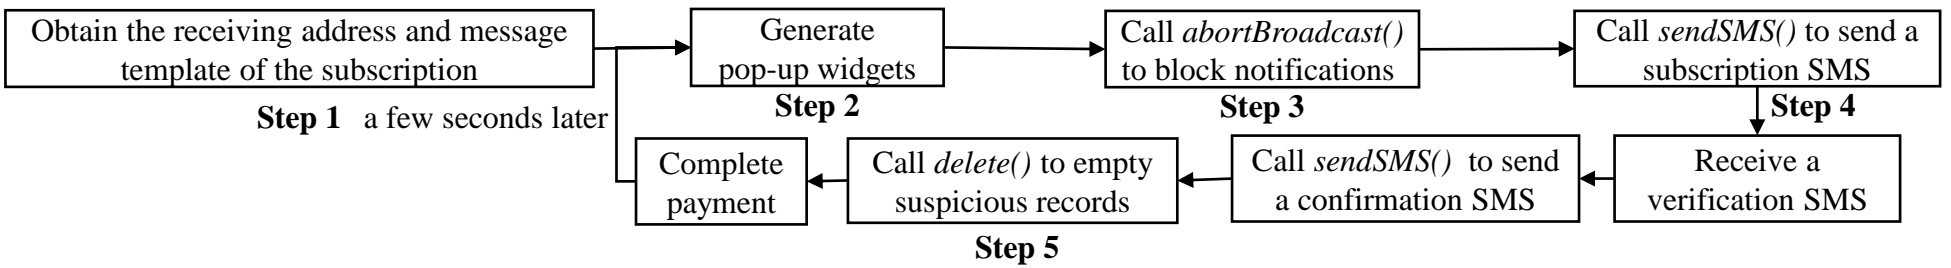 Obtain the receiving address and message
template of the subscription
Step 1
Generate
pop-up widgets
Step 2
Call abortBroadcast()
to block notifications
Step 3
Call sendSMS() to send a
subscription SMS
Step 4
Receive a
verification SMS
Call sendSMS() to send
a confirmation SMS
Call delete() to empty
suspicious records
Step 5
Complete
payment
a few seconds later